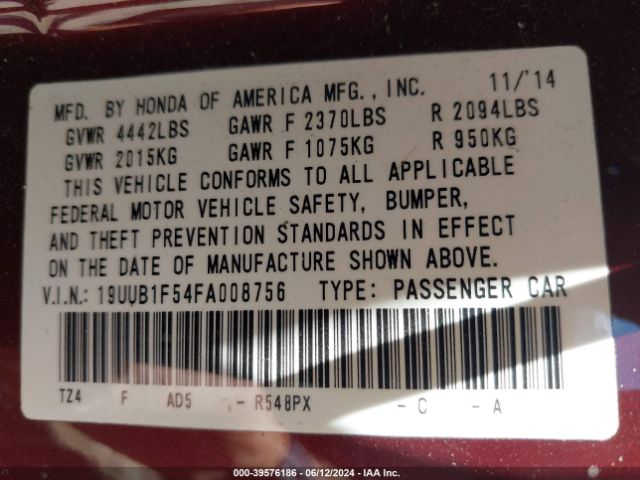 MFD. BY HONDA OF AMERICA MFG., INC. 11/'14
GVWR 4442LBS GAWR F 2370LBS R 2094LBS
GVWR 2015KG GAWR F 1075KG R 950KG
THIS VEHICLE CONFORMS TO ALL APPLICABLE
FEDERAL MOTOR VEHICLE SAFETY, BUMPER,
AND THEFT PREVENTION STANDARDS IN EFFECT
ON THE DATE OF MANUFACTURE SHOWN ABOVE.
V.I.N.: 19UUB1F54FA008756 TYPE: PASSENGER CAR
TZ4 F AD5 .- R548PX - C - A
000-39576186 - 06/12/2024 - IAA Inc.